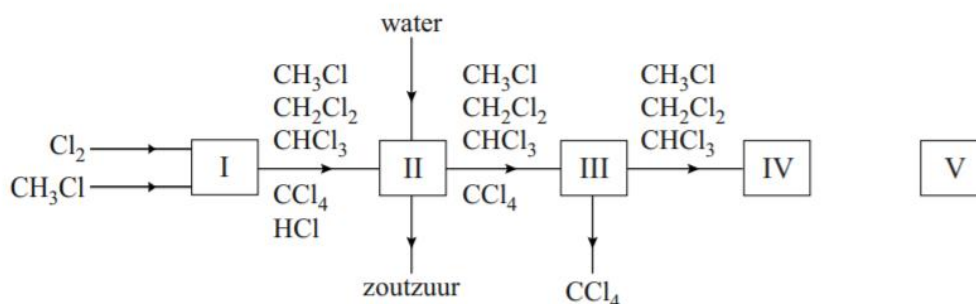 water
CH₃Cl
CH₂Cl₂
CHCl₃
CH₃Cl
CH₂Cl₂
CHCl₃
CH₃Cl
CH₂Cl₂
CHCl₃
Cl₂
CH₃Cl
I
II
III
IV
V
CCl₄
HCl
CCl₄
zoutzuur
CCl₄